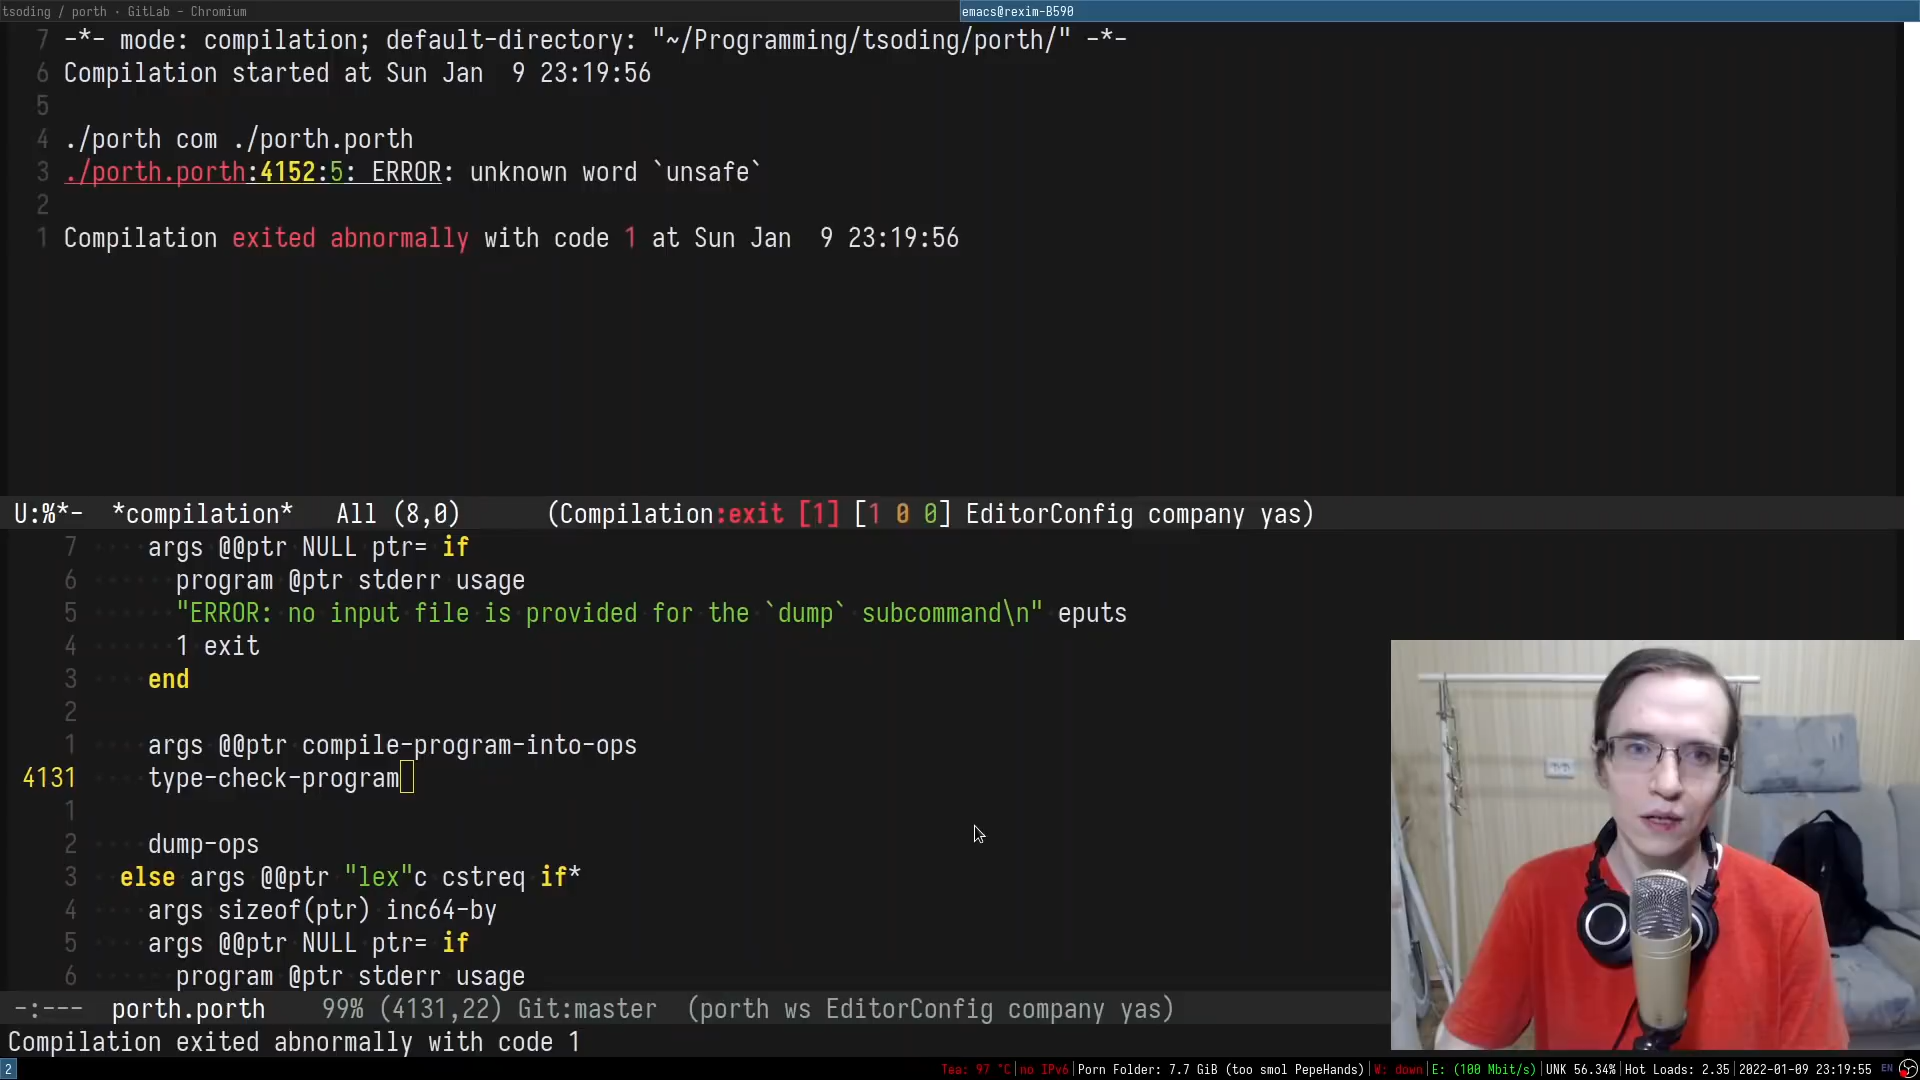 tsoding / porth · GitLab - Chromium
emacs@rexim-B590
7 -*- mode: compilation; default-directory: "~/Programming/tsoding/porth/" -*-
6 Compilation started at Sun Jan  9 23:19:56
5
4 ./porth com ./porth.porth
3 ./porth.porth:4152:5: ERROR: unknown word `unsafe`
2
1 Compilation exited abnormally with code 1 at Sun Jan  9 23:19:56
U:%*-  *compilation*   All (8,0)      (Compilation:exit [1] [1 0 0] EditorConfig company yas)
7 args @@ptr NULL ptr= if
6 program @ptr stderr usage
5 "ERROR: no input file is provided for the `dump` subcommand\n" eputs
4 1 exit
3 end
2
1 args @@ptr compile-program-into-ops
4131 type-check-program
1
2 dump-ops
3 else args @@ptr "lex"c cstreq if*
4 args sizeof(ptr) inc64-by
5 args @@ptr NULL ptr= if
6 program @ptr stderr usage
-:---  porth.porth    99% (4131,22) Git:master  (porth ws EditorConfig company yas)
Compilation exited abnormally with code 1
2
Tea: 97 °C|no IPv6|Porn Folder: 7.7 GiB (too smol PepeHands)|W: down|E: (100 Mbit/s)|UNK 56.34%|Hot Loads: 2.35|2022-01-09 23:19:55 EN